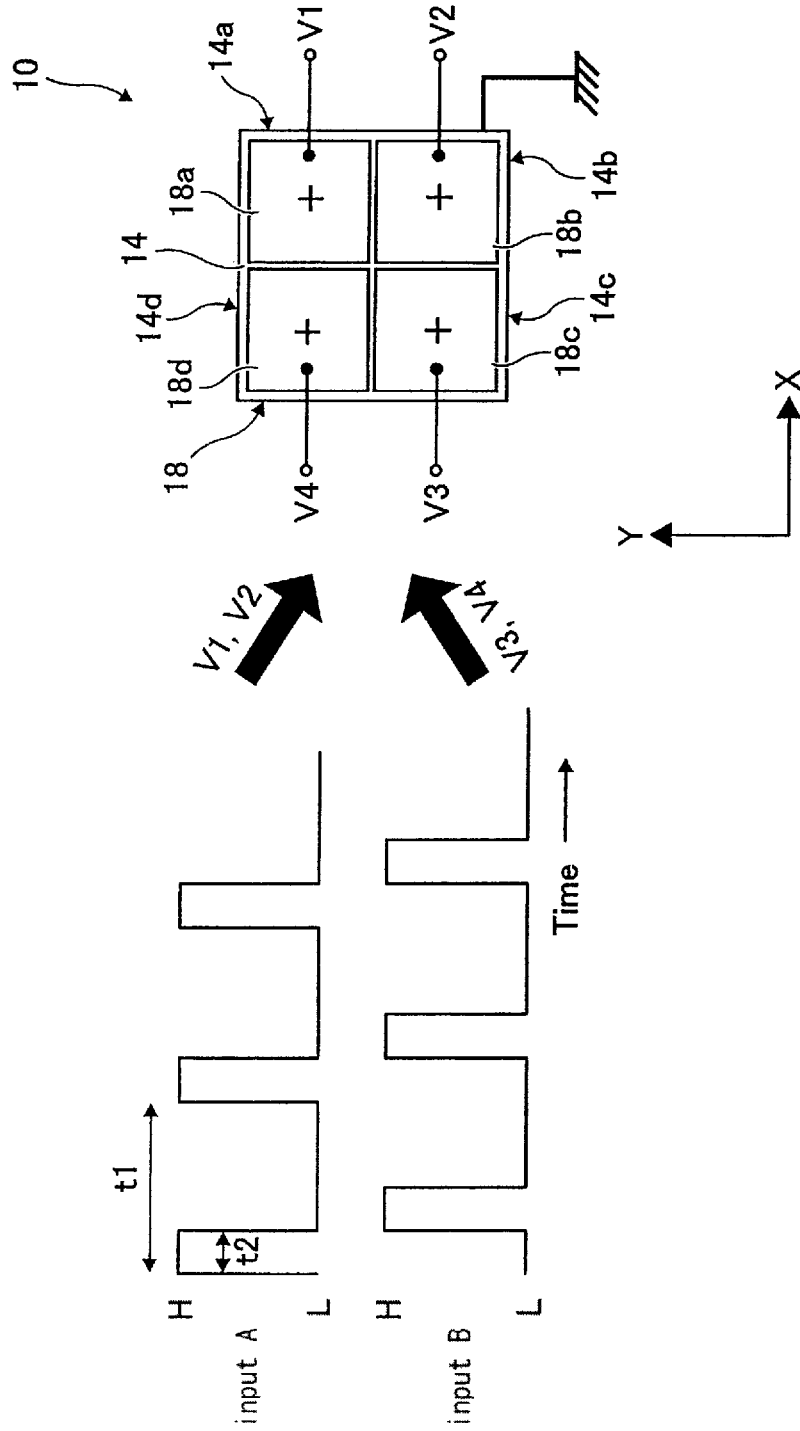 10
V1, V2
V3, V4
18
18d
14d
14
18a
14a
V4
V1
V3
V2
18c
14c
18b
14b
Y
X
t1
t2
input A
H
L
input B
H
L
Time